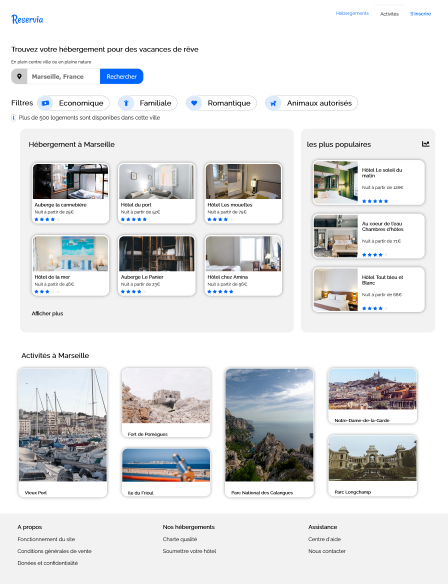 Reservia
Hébergements
Activités
S'inscrire
Trouvez votre hébergement pour des vacances de rêve
En plein centre ville ou en pleine nature
Marseille, France
Rechercher
Filtres
Economique
Familiale
Romantique
Animaux autorisés
Plus de 500 logements sont disponibles dans cette ville
Hébergement à Marseille
Auberge la cannebière
Nuit à partir de 25€
Hôtel du port
Nuit à partir de 52€
Hôtel Les mouettes
Nuit à partir de 76€
Hôtel de la mer
Nuit à partir de 46€
Auberge Le Panier
Nuit à partir de 23€
Hôtel chez Amina
Nuit à partir de 96€
Afficher plus
les plus populaires
Hôtel Le soleil du
matin
Nuit à partir de 128€
Au coeur de l'eau
Chambres d'hôtes
Nuit à partir de 71€
Hôtel Tout bleu et
Blanc
Nuit à partir de 68€
Activités à Marseille
Vieux Port
Fort de Pomègues
Ile du Frioul
Parc National des Calangues
Notre-Dame-de-la-Garde
Parc Longchamp
A propos
Fonctionnement du site
Conditions générales de vente
Donées et confidentialité
Nos hébergements
Charte qualité
Soumettre votre hôtel
Assistance
Centre d'aide
Nous contacter